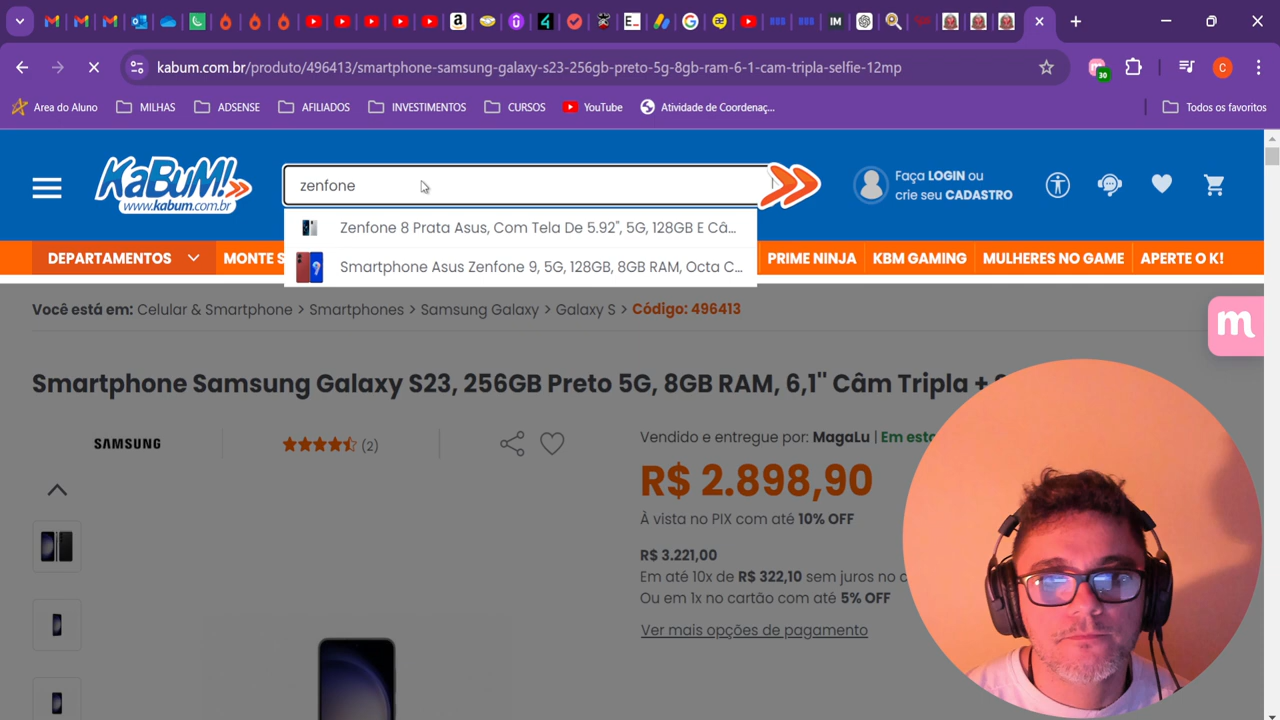 30
C
kabum.com.br/produto/496413/smartphone-samsung-galaxy-s23-256gb-preto-5g-8gb-ram-6-1-cam-tripla-selfie-12mp
Area do Aluno
MILHAS
ADSENSE
AFILIADOS
INVESTIMENTOS
CURSOS
YouTube
Atividade de Coordenaç...
Todos os favoritos
KaBuM!
www.kabum.com.br
zenfone
Faça LOGIN ou
crie seu CADASTRO
Zenfone 8 Prata Asus, Com Tela De 5.92", 5G, 128GB E Câ...
Smartphone Asus Zenfone 9, 5G, 128GB, 8GB RAM, Octa C...
DEPARTAMENTOS
MONTE S
PRIME NINJA
KBM GAMING
MULHERES NO GAMER
APERTE O K!
Você está em: Celular & Smartphone > Smartphones > Samsung Galaxy > Galaxy S > Código: 496413
m
Smartphone Samsung Galaxy S23, 256GB Preto 5G, 8GB RAM, 6,1" Câm Tripla +
SAMSUNG
(2)
Vendido e entregue por: MagaLu | Em esto
R$ 2.898,90
À vista no PIX com até 10% OFF
R$ 3.221,00
Em até 10x de R$ 322,10 sem juros no c
Ou em 1x no cartão com até 5% OFF
Ver mais opções de pagamento